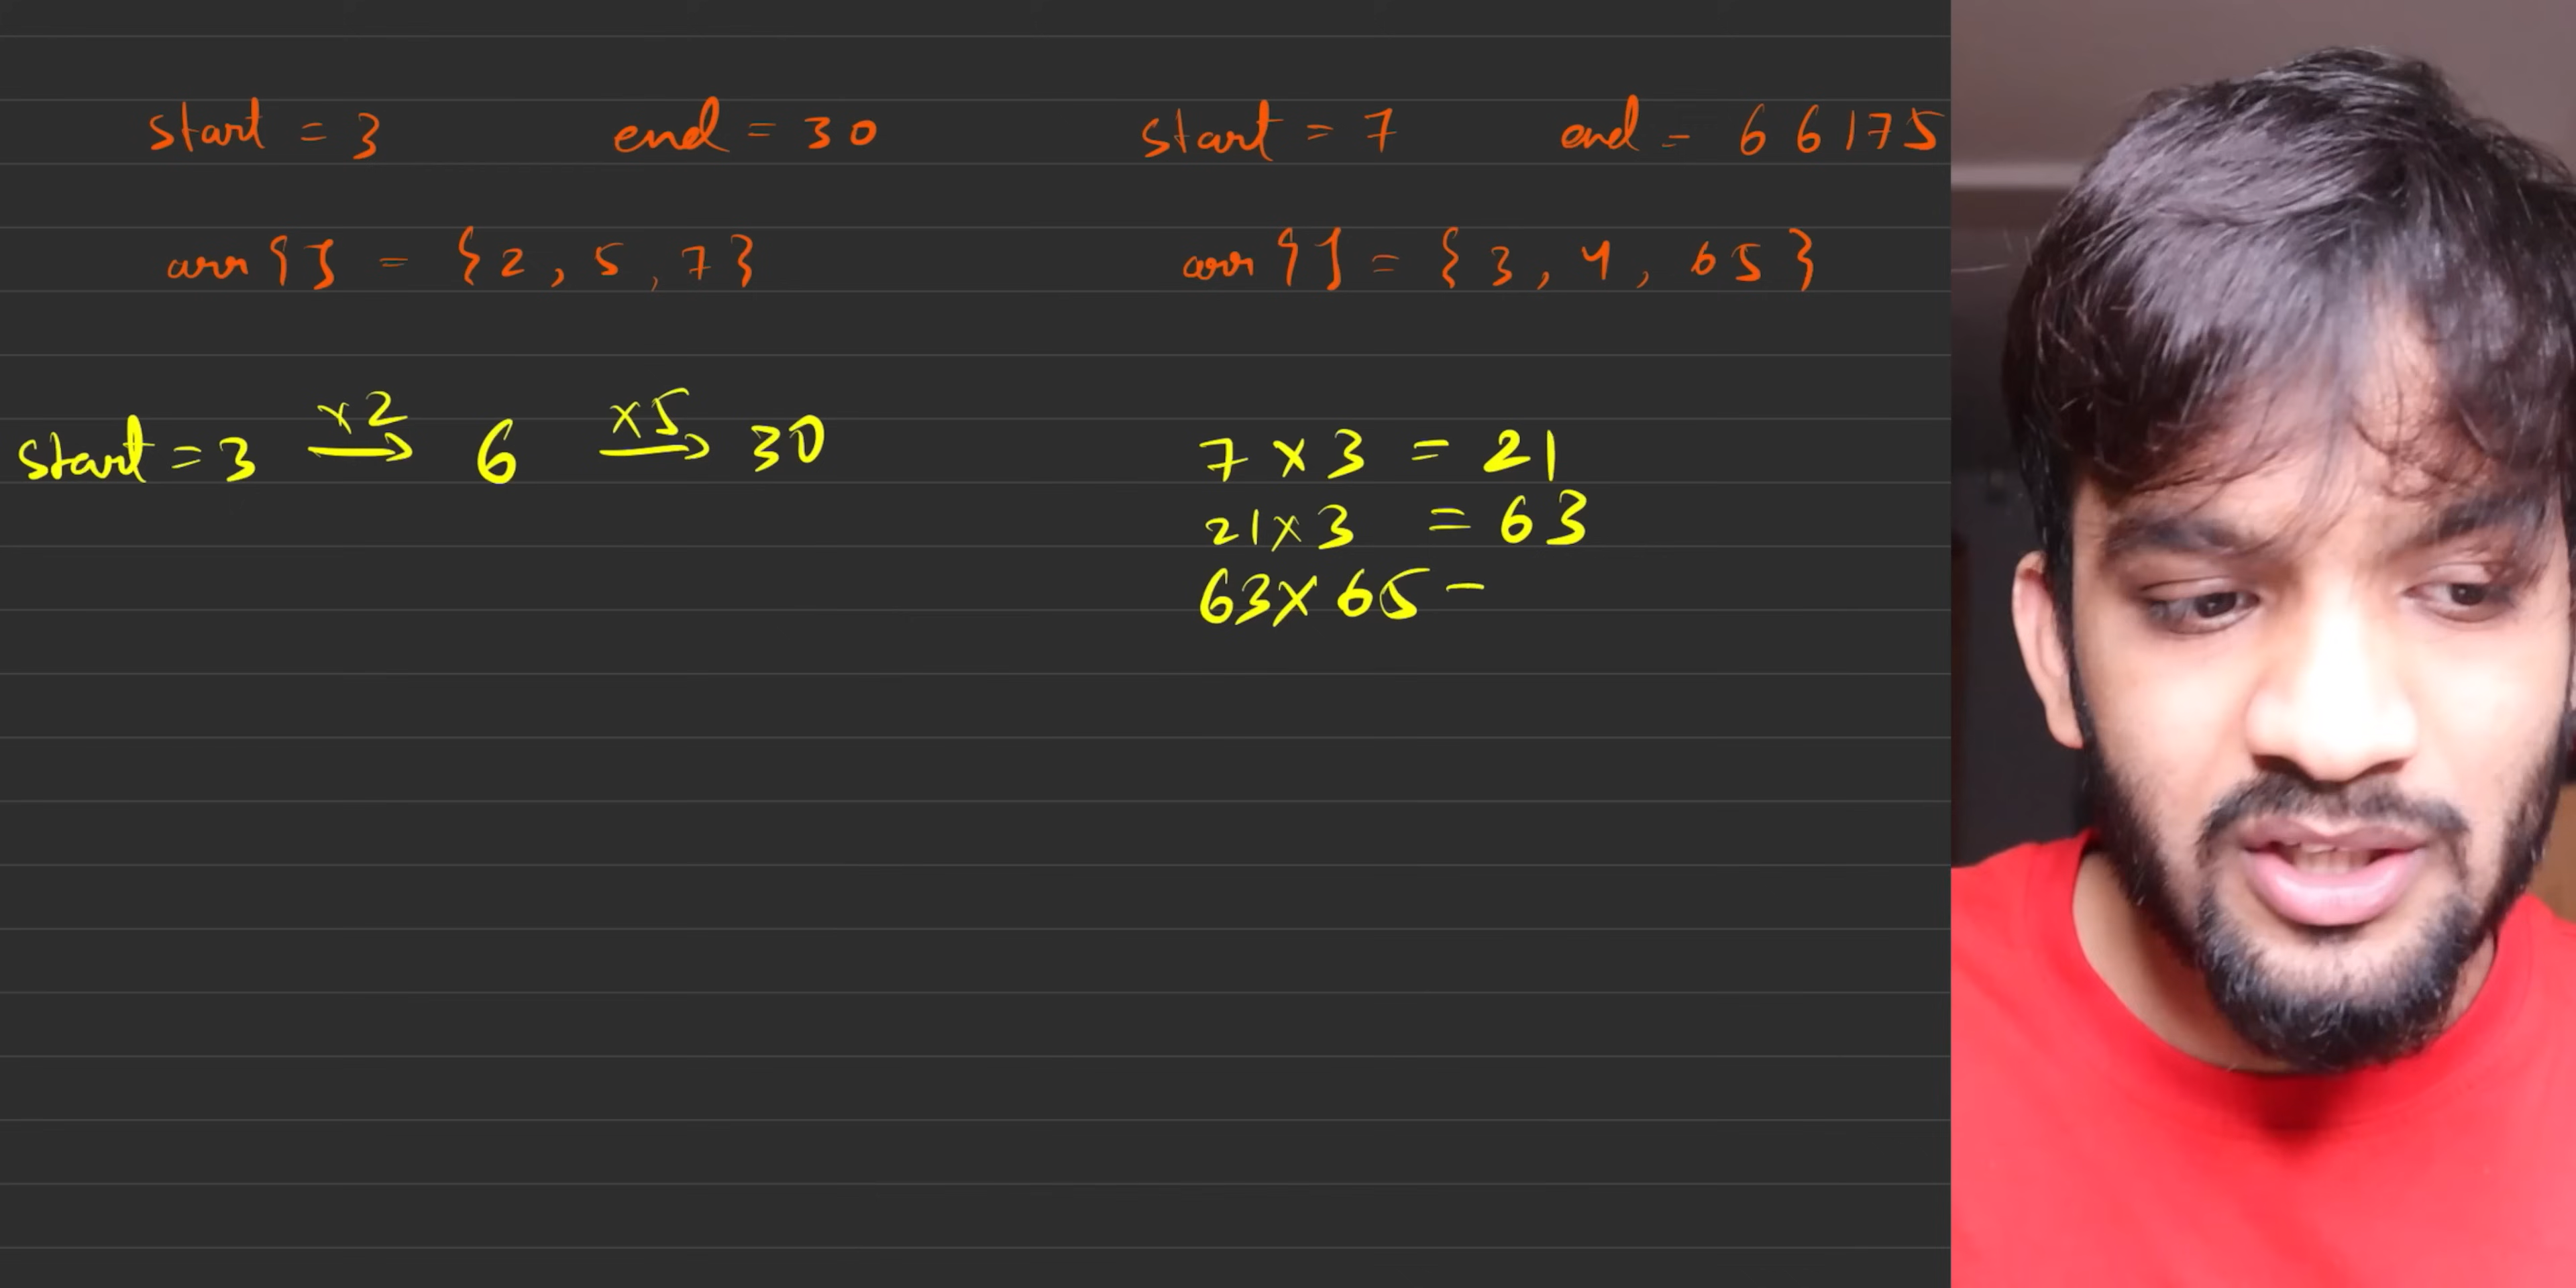 start = 3 end = 30
arr{} = {2, 5, 7}
start = 3 ×2 → 6 ×5 → 30
start = 7 end = 66175
arr{} = {3, 4, 65}
7 × 3 = 21
21 × 3 = 63
63 × 65 =